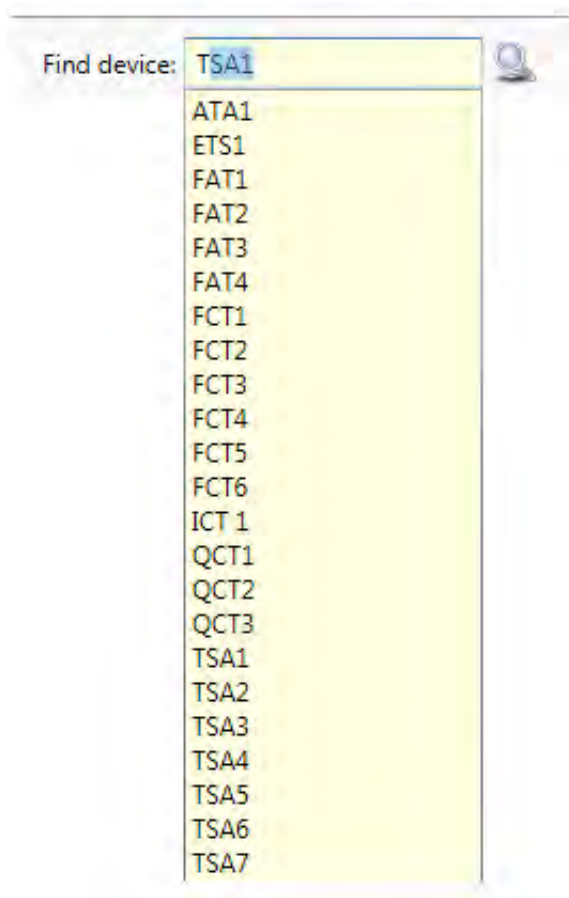 Find device: TSA1
ATA1
ETS1
FAT1
FAT2
FAT3
FAT4
FCT1
FCT2
FCT3
FCT4
FCT5
FCT6
ICT 1
QCT1
QCT2
QCT3
TSA1
TSA2
TSA3
TSA4
TSA5
TSA6
TSA7